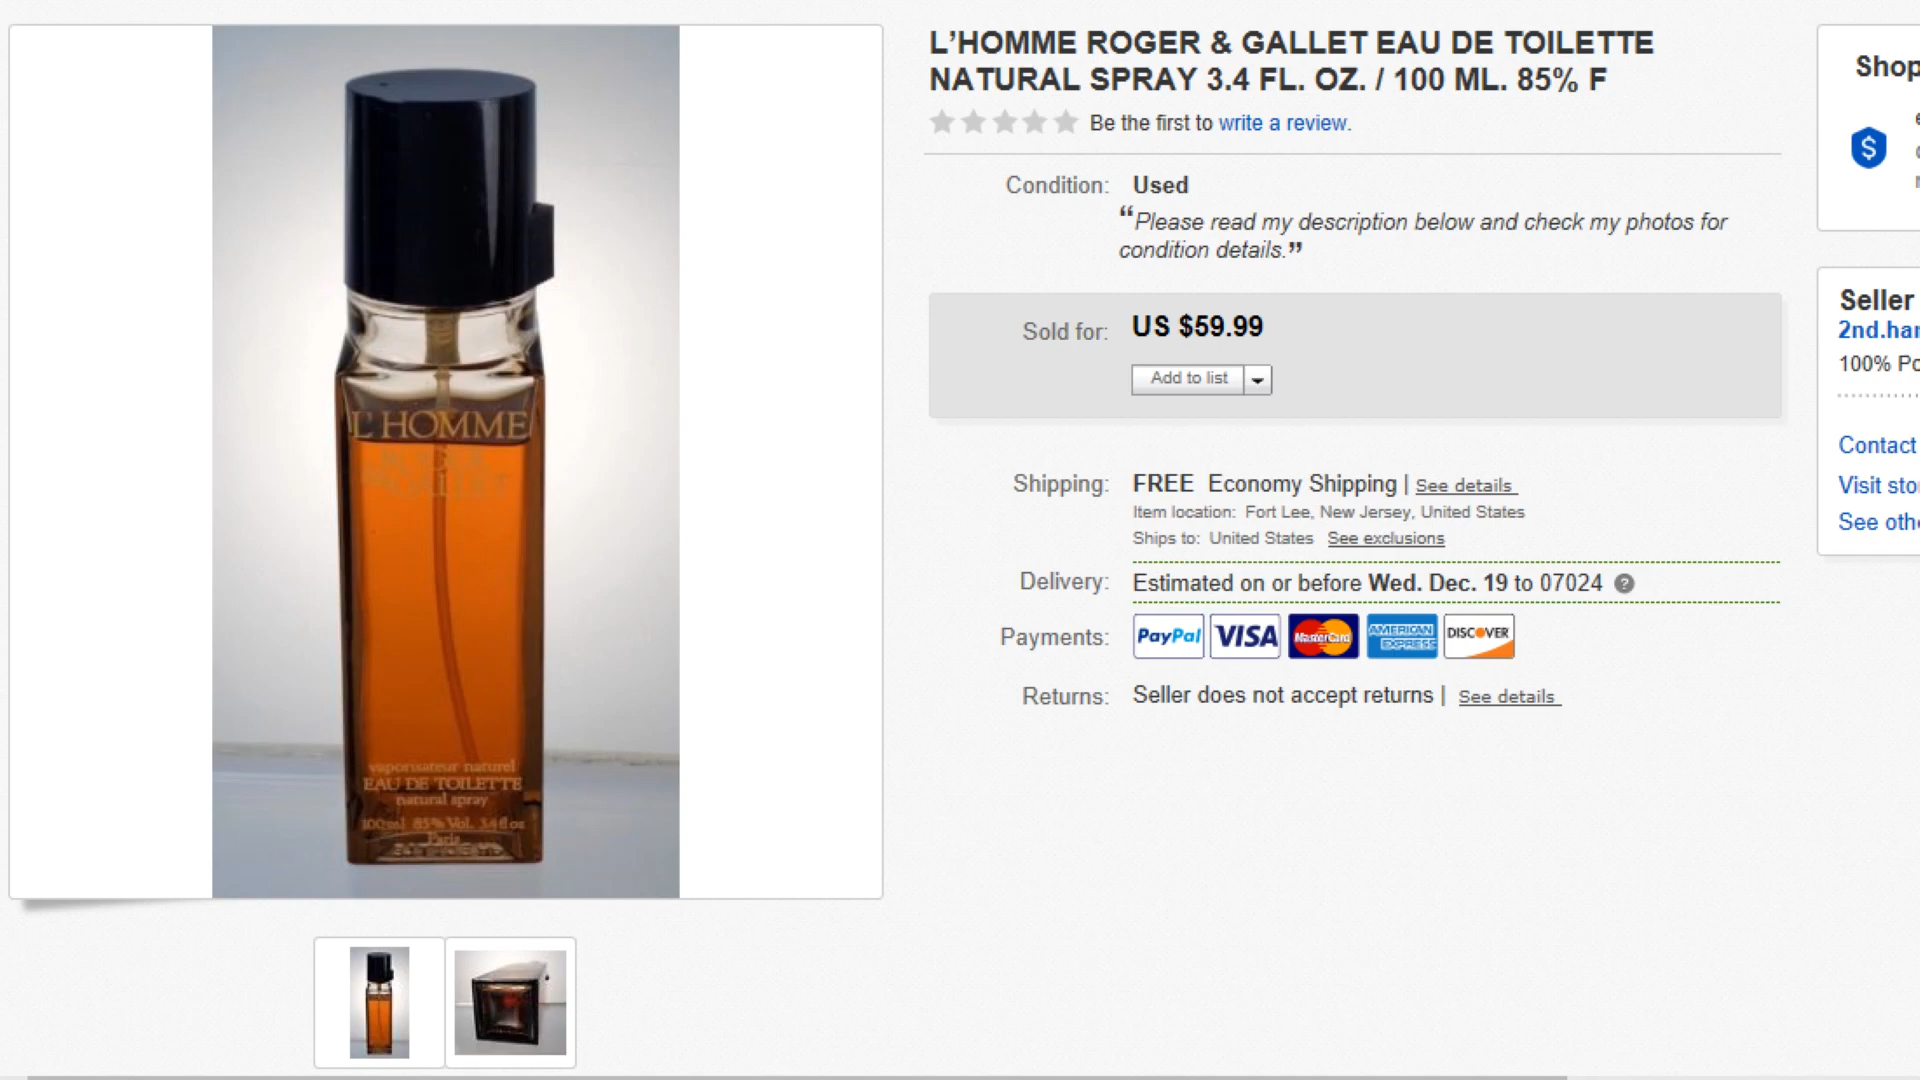 L'HOMME ROGER & GALLET EAU DE TOILETTE
NATURAL SPRAY 3.4 FL. OZ. / 100 ML. 85% F
Be the first to write a review.
Condition: Used
“Please read my description below and check my photos for
condition details.”
Sold for: US $59.99
Add to list
Shipping: FREE Economy Shipping | See details
Item location: Fort Lee, New Jersey, United States
Ships to: United States See exclusions
Delivery: Estimated on or before Wed. Dec. 19 to 07024 ?
Payments: PayPal VISA MasterCard AMERICAN EXPRESS DISCOVER
Returns: Seller does not accept returns | See details
Shop
$
Seller
2nd.har
100% Po
Contact
Visit sto
See oth
L'HOMME
GALLET
vaporisateur naturel
EAU DE TOILETTE
natural spray
100ml 85% Vol. 3.4 fl oz
Paris